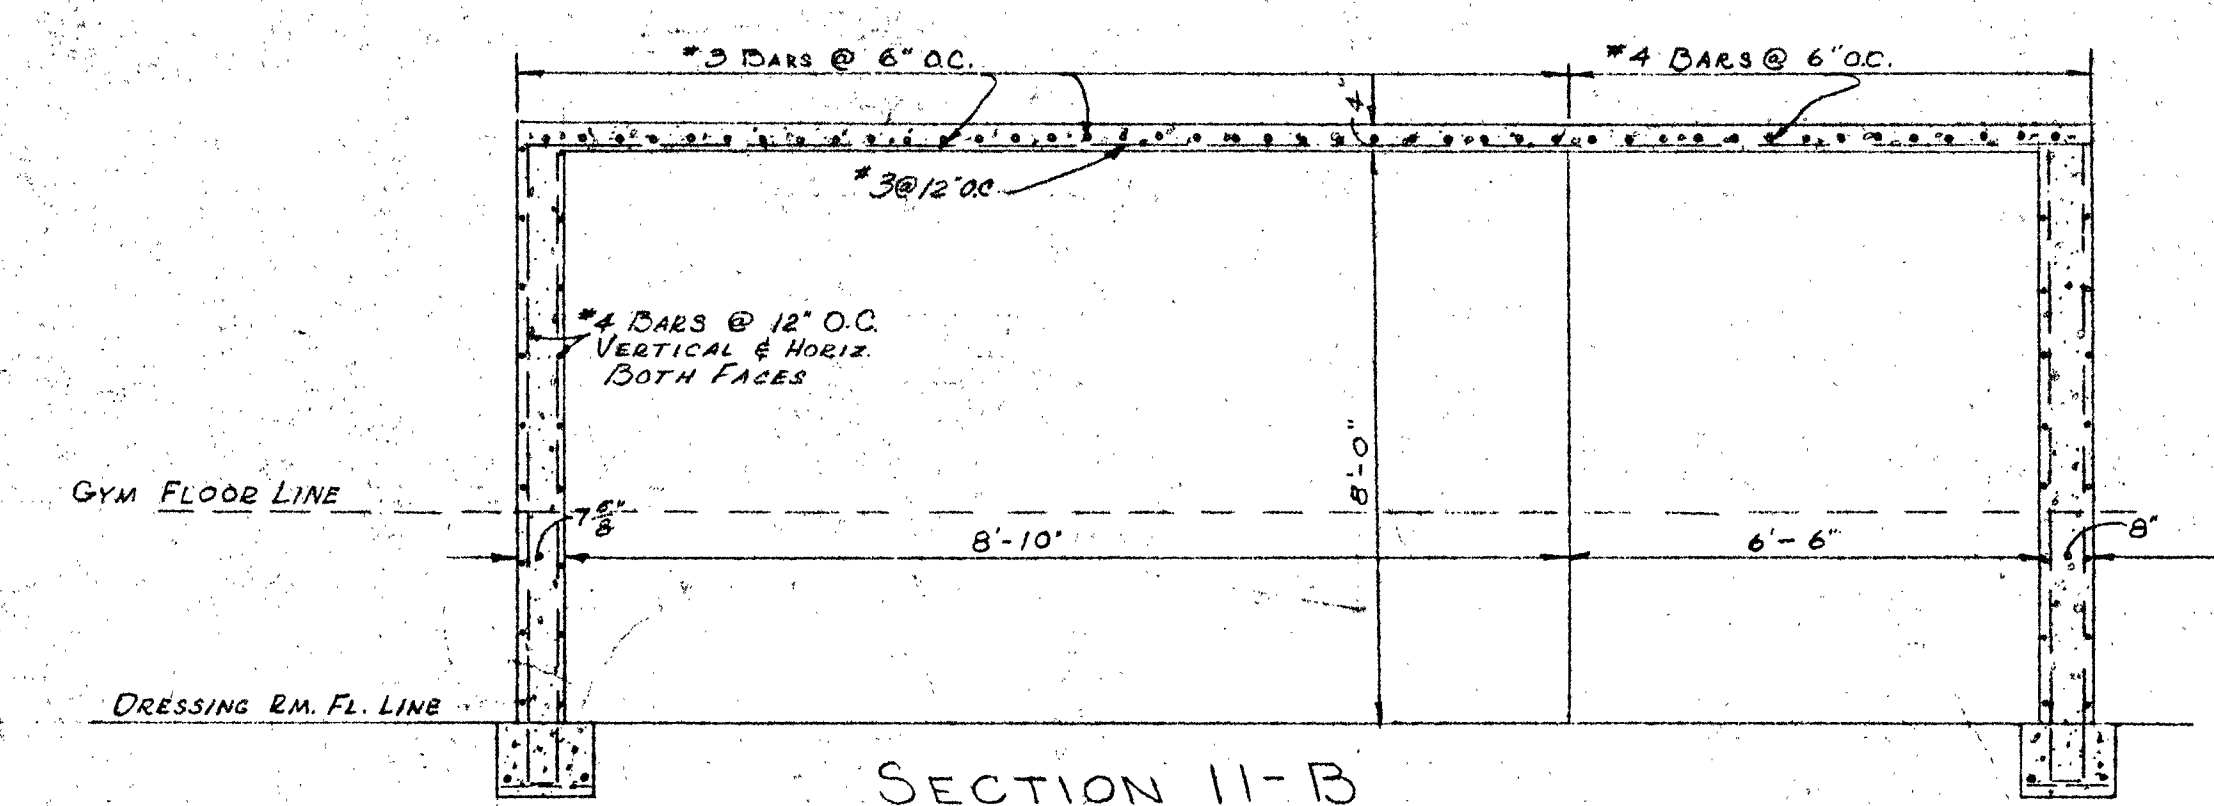 #3 BARS @ 6" O.C.
#4 BARS @ 6" O.C.
4"
#3@12"O.C.
#4 BARS @ 12" O.C.
VERTICAL & HORIZ.
BOTH FACES
8'-0"
GYM FLOOR LINE
7 5/8"
8'-10"
6'-6"
8"
DRESSING RM. FL. LINE
SECTION 11-B